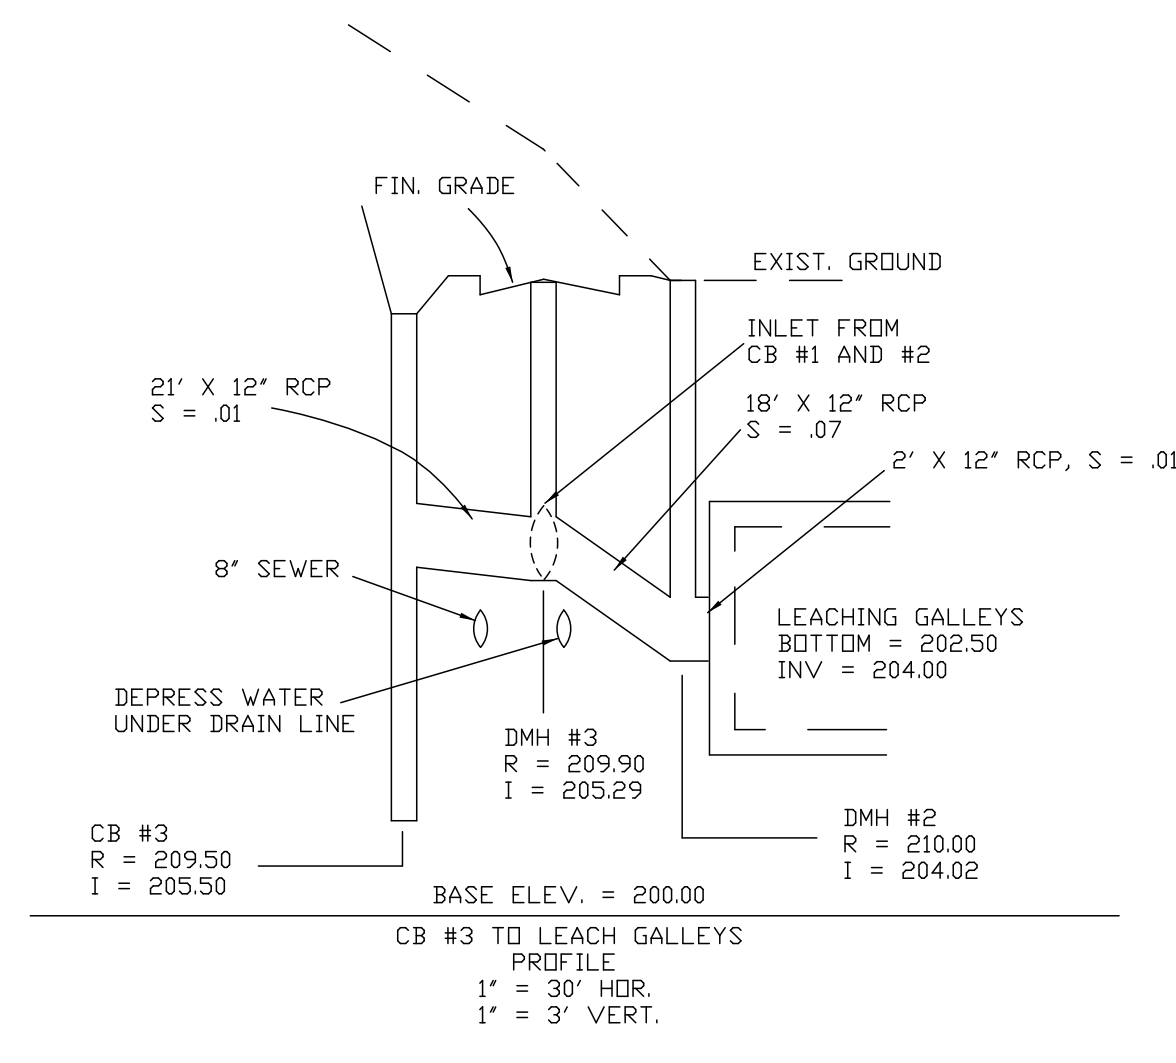 FIN. GRADE
EXIST. GROUND
INLET FROM
CB #1 AND #2
21' X 12" RCP
S = .01
18' X 12" RCP
S = .07
2' X 12" RCP, S = .01
8" SEWER
LEACHING GALLEYS
BOTTOM = 202.50
INV = 204.00
DEPRESS WATER
UNDER DRAIN LINE
DMH #3
R = 209.90
I = 205.29
CB #3
R = 209.50
I = 205.50
DMH #2
R = 210.00
I = 204.02
BASE ELEV. = 200.00
CB #3 TO LEACH GALLEYS
PROFILE
1" = 30' HOR.
1" = 3' VERT.